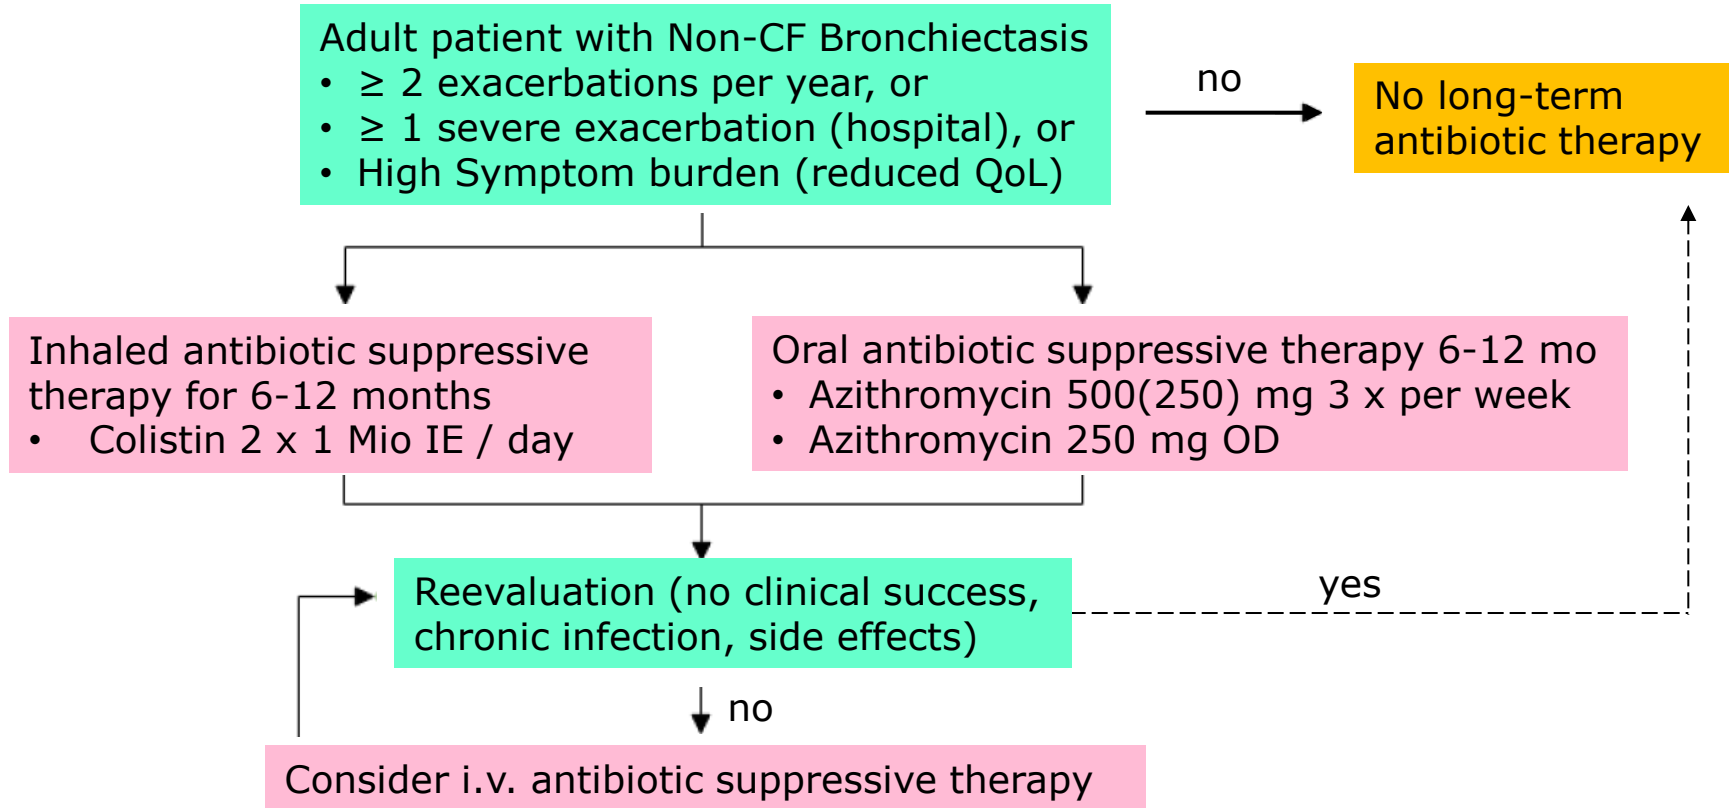 Adult patient with Non-CF Bronchiectasis
• ≥ 2 exacerbations per year, or
• ≥ 1 severe exacerbation (hospital), or
• High Symptom burden (reduced QoL)
no
No long-term
antibiotic therapy
Inhaled antibiotic suppressive
therapy for 6-12 months
• Colistin 2 x 1 Mio IE / day
Oral antibiotic suppressive therapy 6-12 mo
• Azithromycin 500(250) mg 3 x per week
• Azithromycin 250 mg OD
Reevaluation (no clinical success,
chronic infection, side effects)
yes
no
Consider i.v. antibiotic suppressive therapy